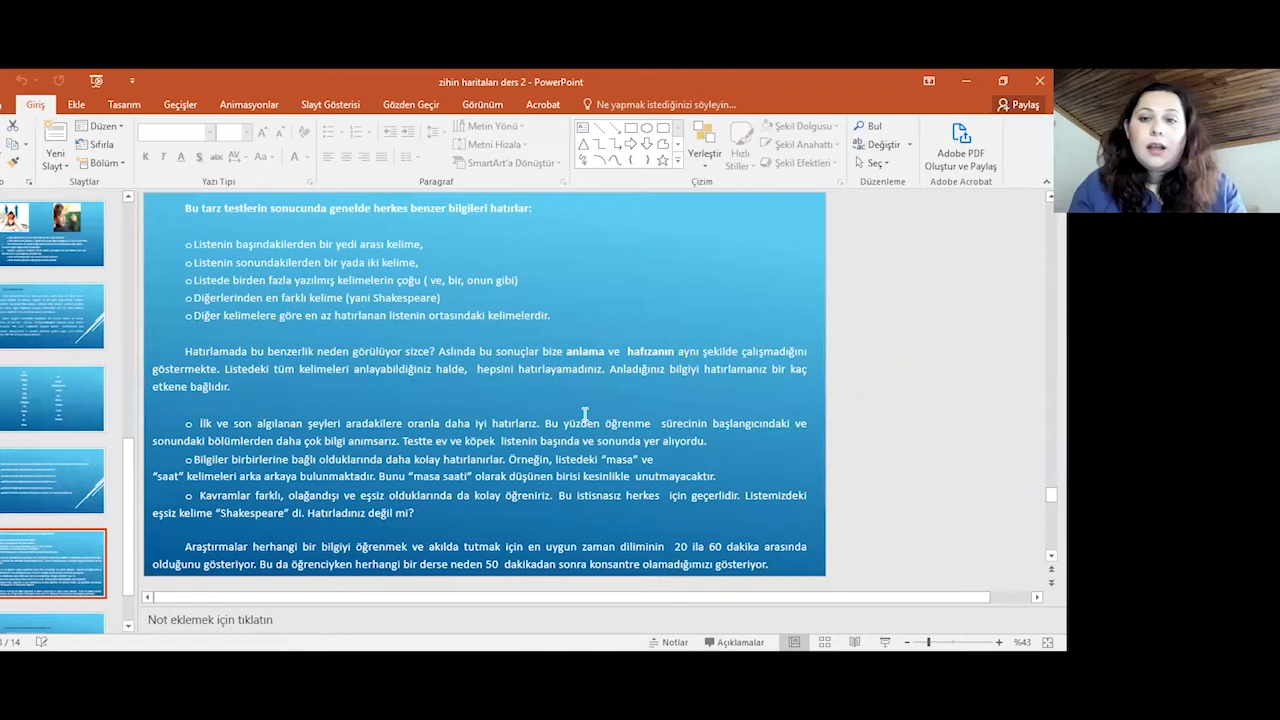 zihin haritaları ders 2 - PowerPoint
Giriş Ekle Tasarım Geçişler Animasyonlar Slayt Gösterisi Gözden Geçir Görünüm Acrobat Ne yapmak istediğinizi söyleyin... Paylaş
Yeni Slayt
Düzen
Sıfırla
Bölüm
Slaytlar
K T A S abc AV Aa A
Yazı Tipi
Metin Yönü
Metni Hizala
SmartArt'a Dönüştür
Paragraf
Yerleştir
Hızlı Stiller
Şekil Dolgusu
Şekil Anahattı
Şekil Efektleri
Çizim
Bul
Değiştir
Seç
Düzenleme
Adobe PDF
Oluştur ve Paylaş
Adobe Acrobat
Bu tarz testlerin sonucunda genelde herkes benzer bilgileri hatırlar:
o Listenin başındakilerden bir yedi arası kelime,
o Listenin sonundakilerden bir yada iki kelime,
o Listede birden fazla yazılmış kelimelerin çoğu ( ve, bir, onun gibi)
o Diğerlerinden en farklı kelime (yani Shakespeare)
o Diğer kelimelere göre en az hatırlanan listenin ortasındaki kelimelerdir.
Hatırlamada bu benzerlik neden görülüyor sizce? Aslında bu sonuçlar bize anlama ve hafızanın aynı şekilde çalışmadığını
göstermekte. Listedeki tüm kelimeleri anlayabildiğiniz halde, hepsini hatırlayamadınız. Anladığınız bilgiyi hatırlamanız bir kaç
etkene bağlıdır.
o İlk ve son algılanan şeyleri aradakilere oranla daha iyi hatırlarız. Bu yüzden öğrenme sürecinin başlangıcındaki ve
sonundaki bölümlerden daha çok bilgi anımsarız. Testte ev ve köpek listenin başında ve sonunda yer alıyordu.
o Bilgiler birbirlerine bağlı olduklarında daha kolay hatırlanırlar. Örneğin, listedeki “masa” ve
“saat” kelimeleri arka arkaya bulunmaktadır. Bunu “masa saati” olarak düşünen birisi kesinlikle unutmayacaktır.
o Kavramlar farklı, olağandışı ve eşsiz olduklarında da kolay öğreniriz. Bu istisnasız herkes için geçerlidir. Listemizdeki
eşsiz kelime “Shakespeare” di. Hatırladınız değil mi?
Araştırmalar herhangi bir bilgiyi öğrenmek ve akılda tutmak için en uygun zaman diliminin 20 ila 60 dakika arasında
olduğunu gösteriyor. Bu da öğrenciyken herhangi bir dersten 50 dakikadan sonra konsantre olamadığımızı gösteriyor.
Not eklemek için tıklatın
/ 14 Notlar Açıklamalar %43